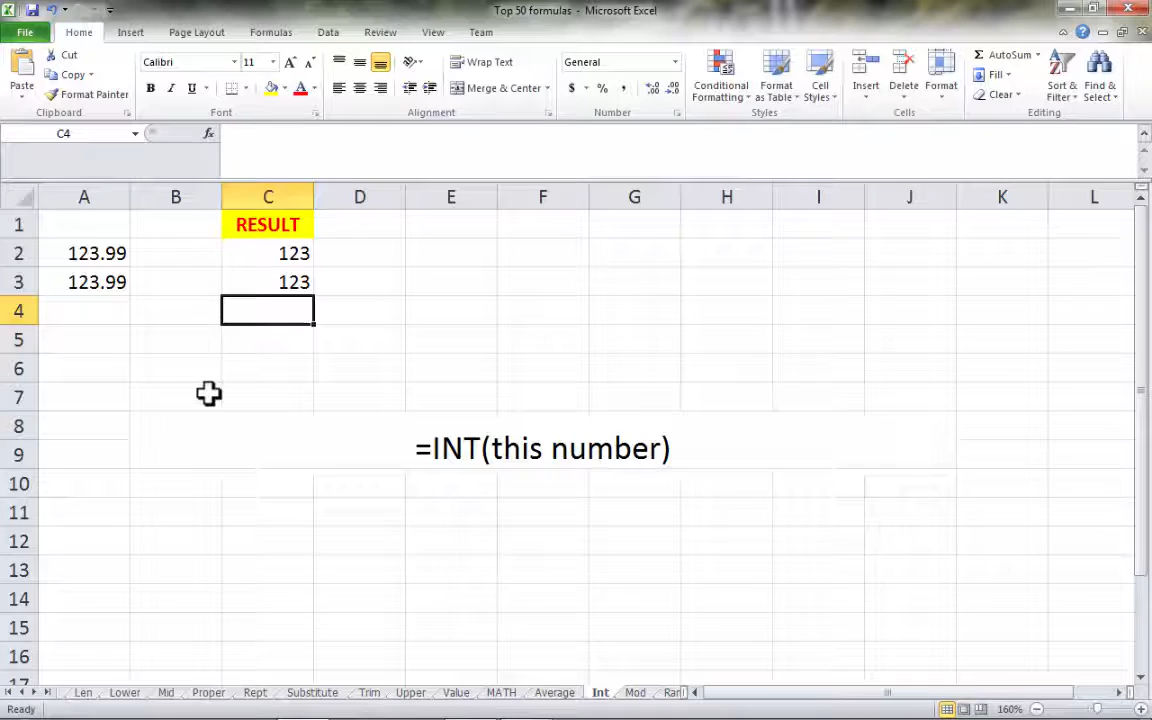 Top 50 formulas - Microsoft Excel
File Home Insert Page Layout Formulas Data Review View Team
Paste
Cut
Copy
Format Painter
Clipboard
Calibri 11 A A
B I U A
Font
Wrap Text
Merge & Center
Alignment
General
$ % , .0 .00 .00 .0
Number
Conditional Formatting
Format as Table
Cell Styles
Styles
Insert Delete Format
Cells
Σ AutoSum
Fill
Clear
Sort & Filter
Find & Select
Editing
C4 fx
A B C D E F G H I J K L
1 RESULT
2 123.99 123
3 123.99 123
4
5
6
7
8
9 =INT(this number)
10
11
12
13
14
15
16
17
Len Lower Mid Proper Rept Substitute Trim Upper Value MATH Average Int Mod Ran
Ready 160%